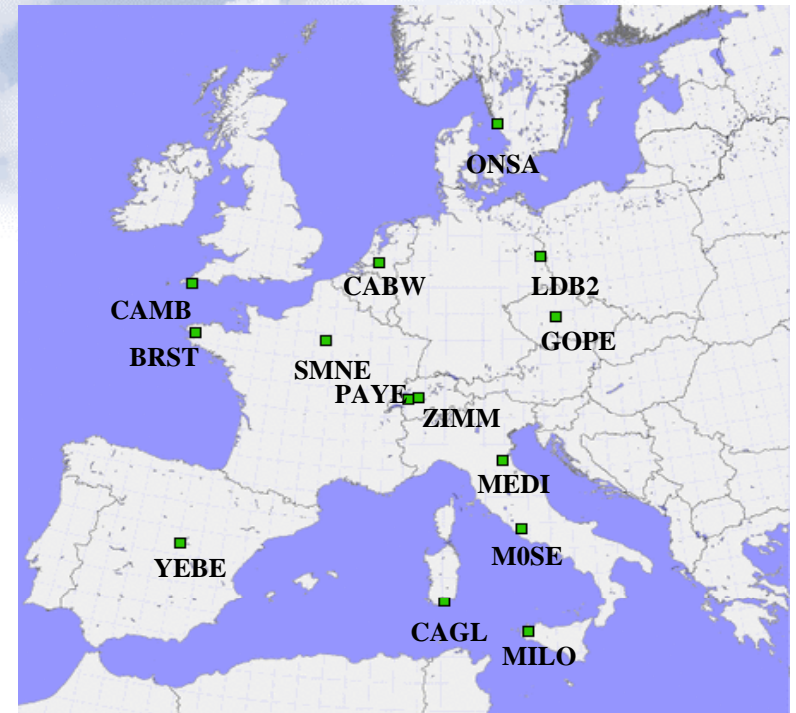 ONSA
CABW
LDB2
CAMB
GOPE
BRST
SMNE
PAYE
ZIMM
MEDI
M0SE
YEBE
CAGL
MILO